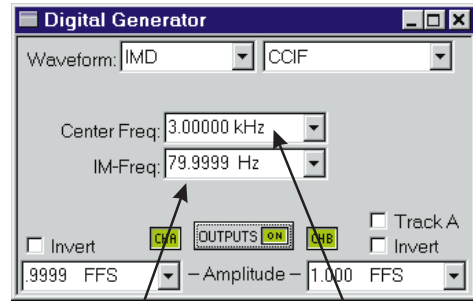 Digital Generator
Waveform: IMD CCIF
Center Freq: 3.00000 kHz
IM-Freq: 79.9999 Hz
Track A
Invert CHA OUTPUTS ON CHB Invert
.9999 FFS – Amplitude – 1.000 FFS